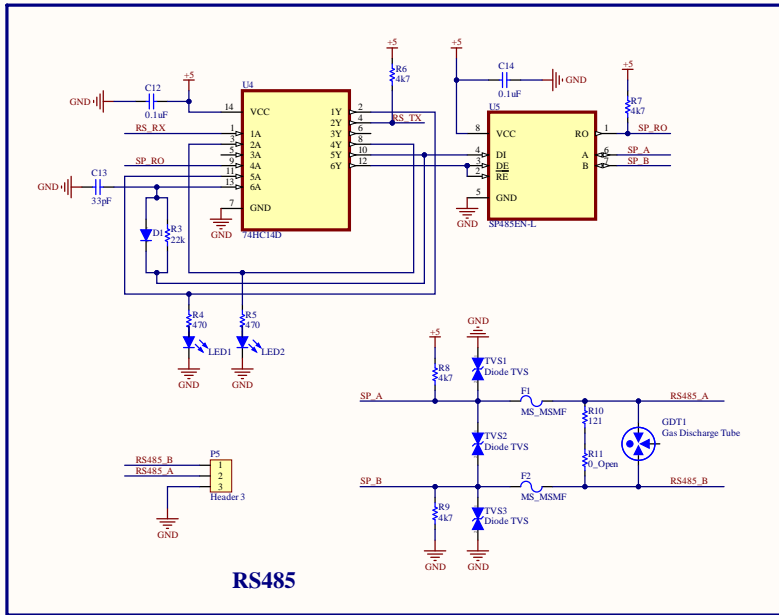 +5
+5
+5
+5
C12
0.1uF
GND
U4
R6
4k7
RS_TX
C14
0.1uF
GND
U5
R7
4k7
14
VCC
1Y
2
2Y
4
RS_RX
1
1A
3Y
6
3
2A
4Y
8
5
3A
5Y
10
SP_RO
9
4A
6Y
12
11
5A
13
6A
7
GND
GND
74HC14D
8
VCC
RO
1
SP_RO
4
DI
A
6
SP_A
3
DE
B
7
SP_B
2
RE
5
GND
GND
SP485EN-L
GND
C13
33pF
D1
R3
22k
R4
470
LED1
GND
R5
470
LED2
GND
+5
GND
R8
4k7
TVS1
Diode TVS
SP_A
F1
MS_MSMF
RS485_A
R10
121
GDT1
Gas Discharge Tube
TVS2
Diode TVS
R11
0_Open
SP_B
F2
MS_MSMF
RS485_B
R9
4k7
TVS3
Diode TVS
GND
GND
P5
RS485_B
1
RS485_A
2
3
Header 3
GND
RS485